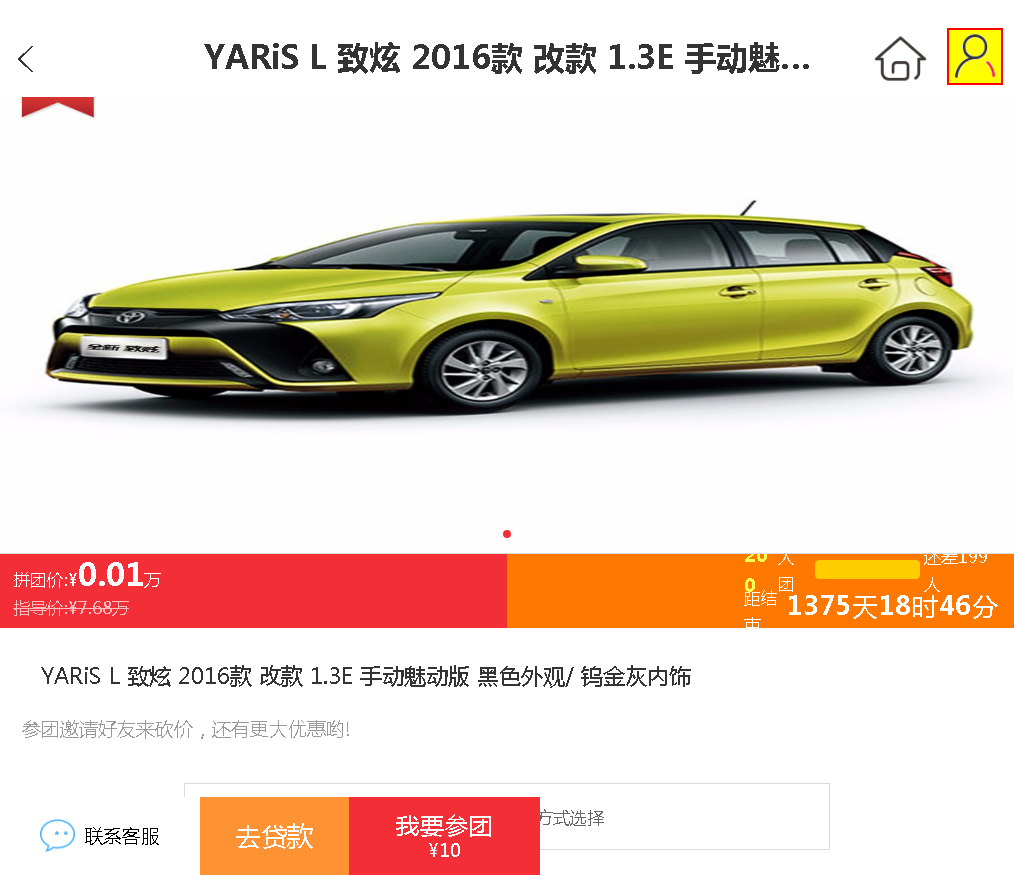 YARiS L 致炫 2016款 改款 1.3E 手动魅...
全新 致炫
拼团价:¥0.01万
指导价:¥7.68万
20人 还差199
0 团 人
距结 1375天18时46分
束
YARiS L 致炫 2016款 改款 1.3E 手动魅动版 黑色外观/ 钨金灰内饰
参团邀请好友来砍价，还有更大优惠哟!
方式选择
联系客服
去贷款
我要参团
¥10